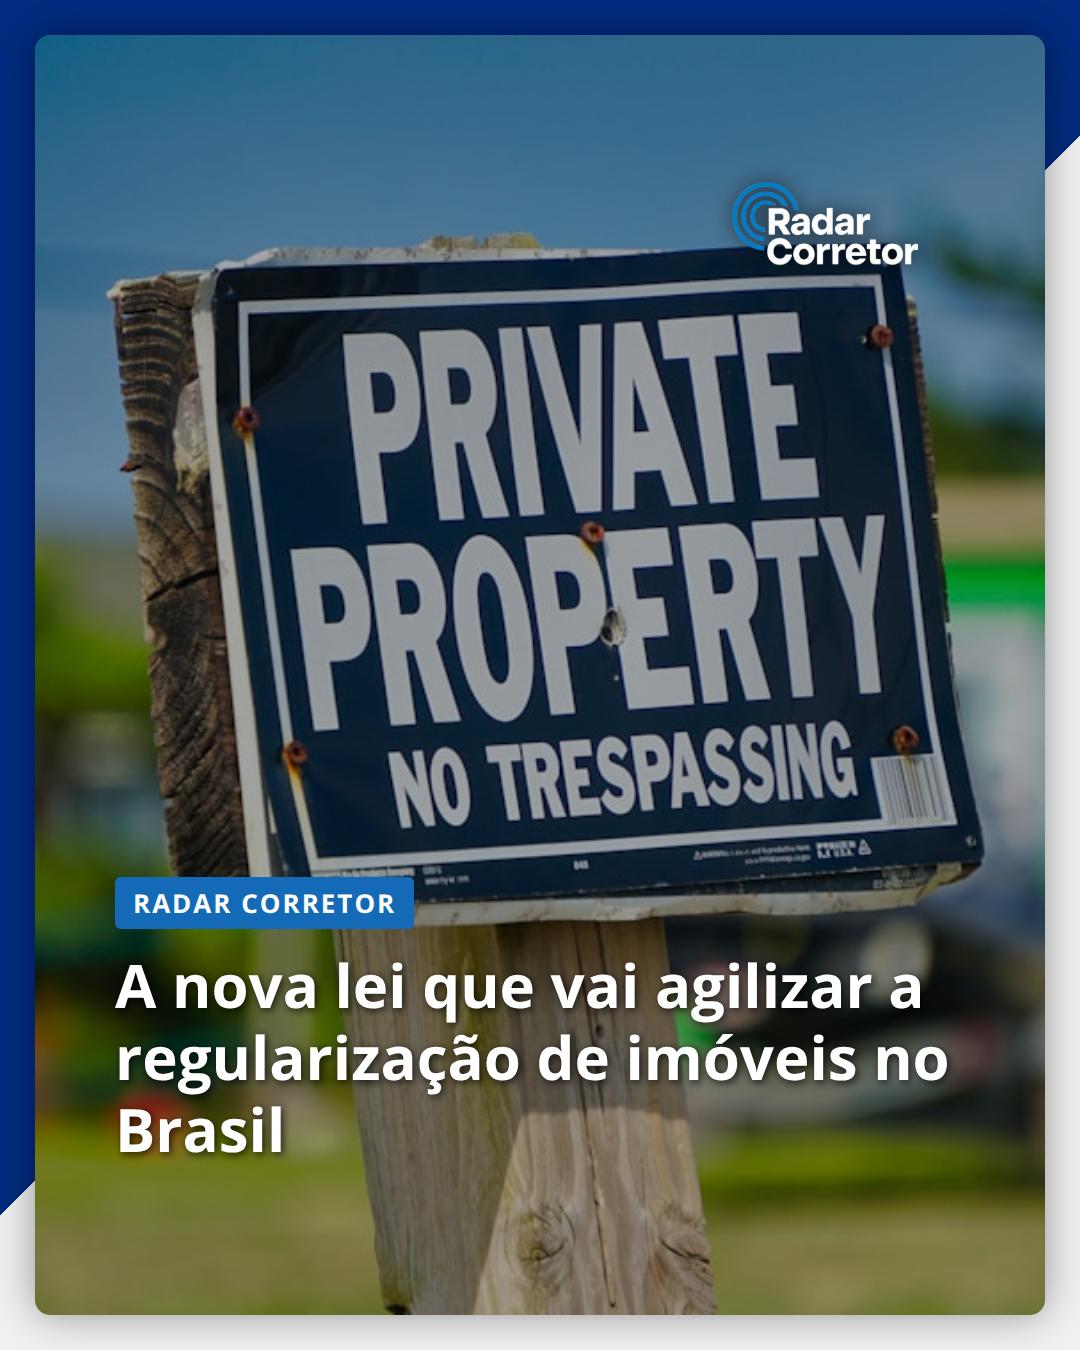 Radar
Corretor
PRIVATE
PROPERTY
NO TRESPASSING
RADAR CORRETOR
A nova lei que vai agilizar a
regularização de imóveis no
Brasil